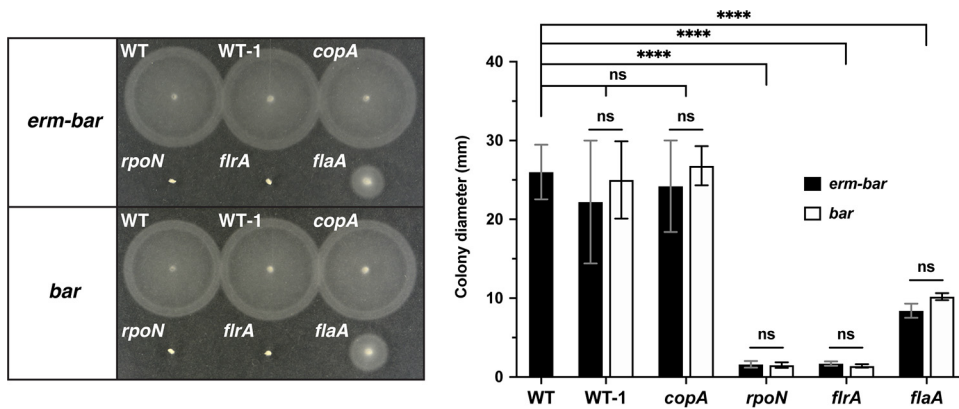 erm-bar
WT WT-1 copA
rpoN flrA flaA
bar
WT WT-1 copA
rpoN flrA flaA
****
****
****
ns
ns ns
ns ns ns
Colony diameter (mm)
40
30
20
10
0
WT WT-1 copA rpoN flrA flaA
erm-bar
bar